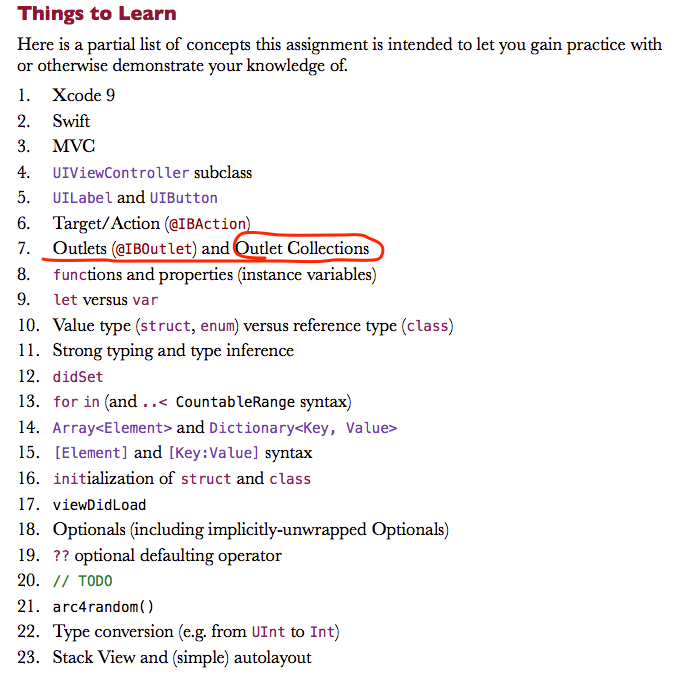 Things to Learn
Here is a partial list of concepts this assignment is intended to let you gain practice with
or otherwise demonstrate your knowledge of.
1. Xcode 9
2. Swift
3. MVC
4. UIViewController subclass
5. UILabel and UIButton
6. Target/Action (@IBAction)
7. Outlets (@IBOutlet) and Outlet Collections
8. functions and properties (instance variables)
9. let versus var
10. Value type (struct, enum) versus reference type (class)
11. Strong typing and type inference
12. didSet
13. for in (and ..< CountableRange syntax)
14. Array<Element> and Dictionary<Key, Value>
15. [Element] and [Key:Value] syntax
16. initialization of struct and class
17. viewDidLoad
18. Optionals (including implicitly-unwrapped Optionals)
19. ?? optional defaulting operator
20. // TODO
21. arc4random()
22. Type conversion (e.g. from UInt to Int)
23. Stack View and (simple) autolayout